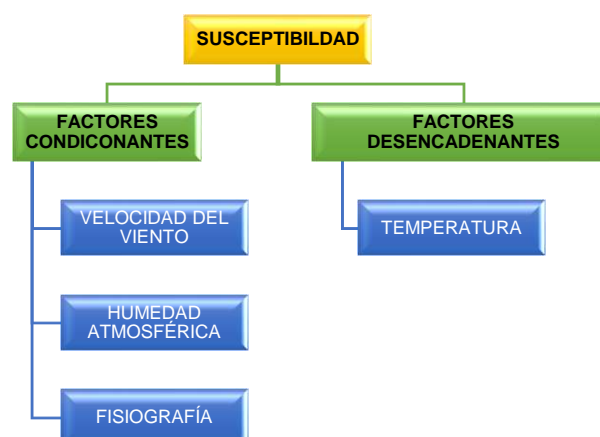 SUSCEPTIBILDAD
FACTORES
CONDICONANTES
FACTORES
DESENCADENANTES
VELOCIDAD DEL
VIENTO
TEMPERATURA
HUMEDAD
ATMOSFÉRICA
FISIOGRAFÍA